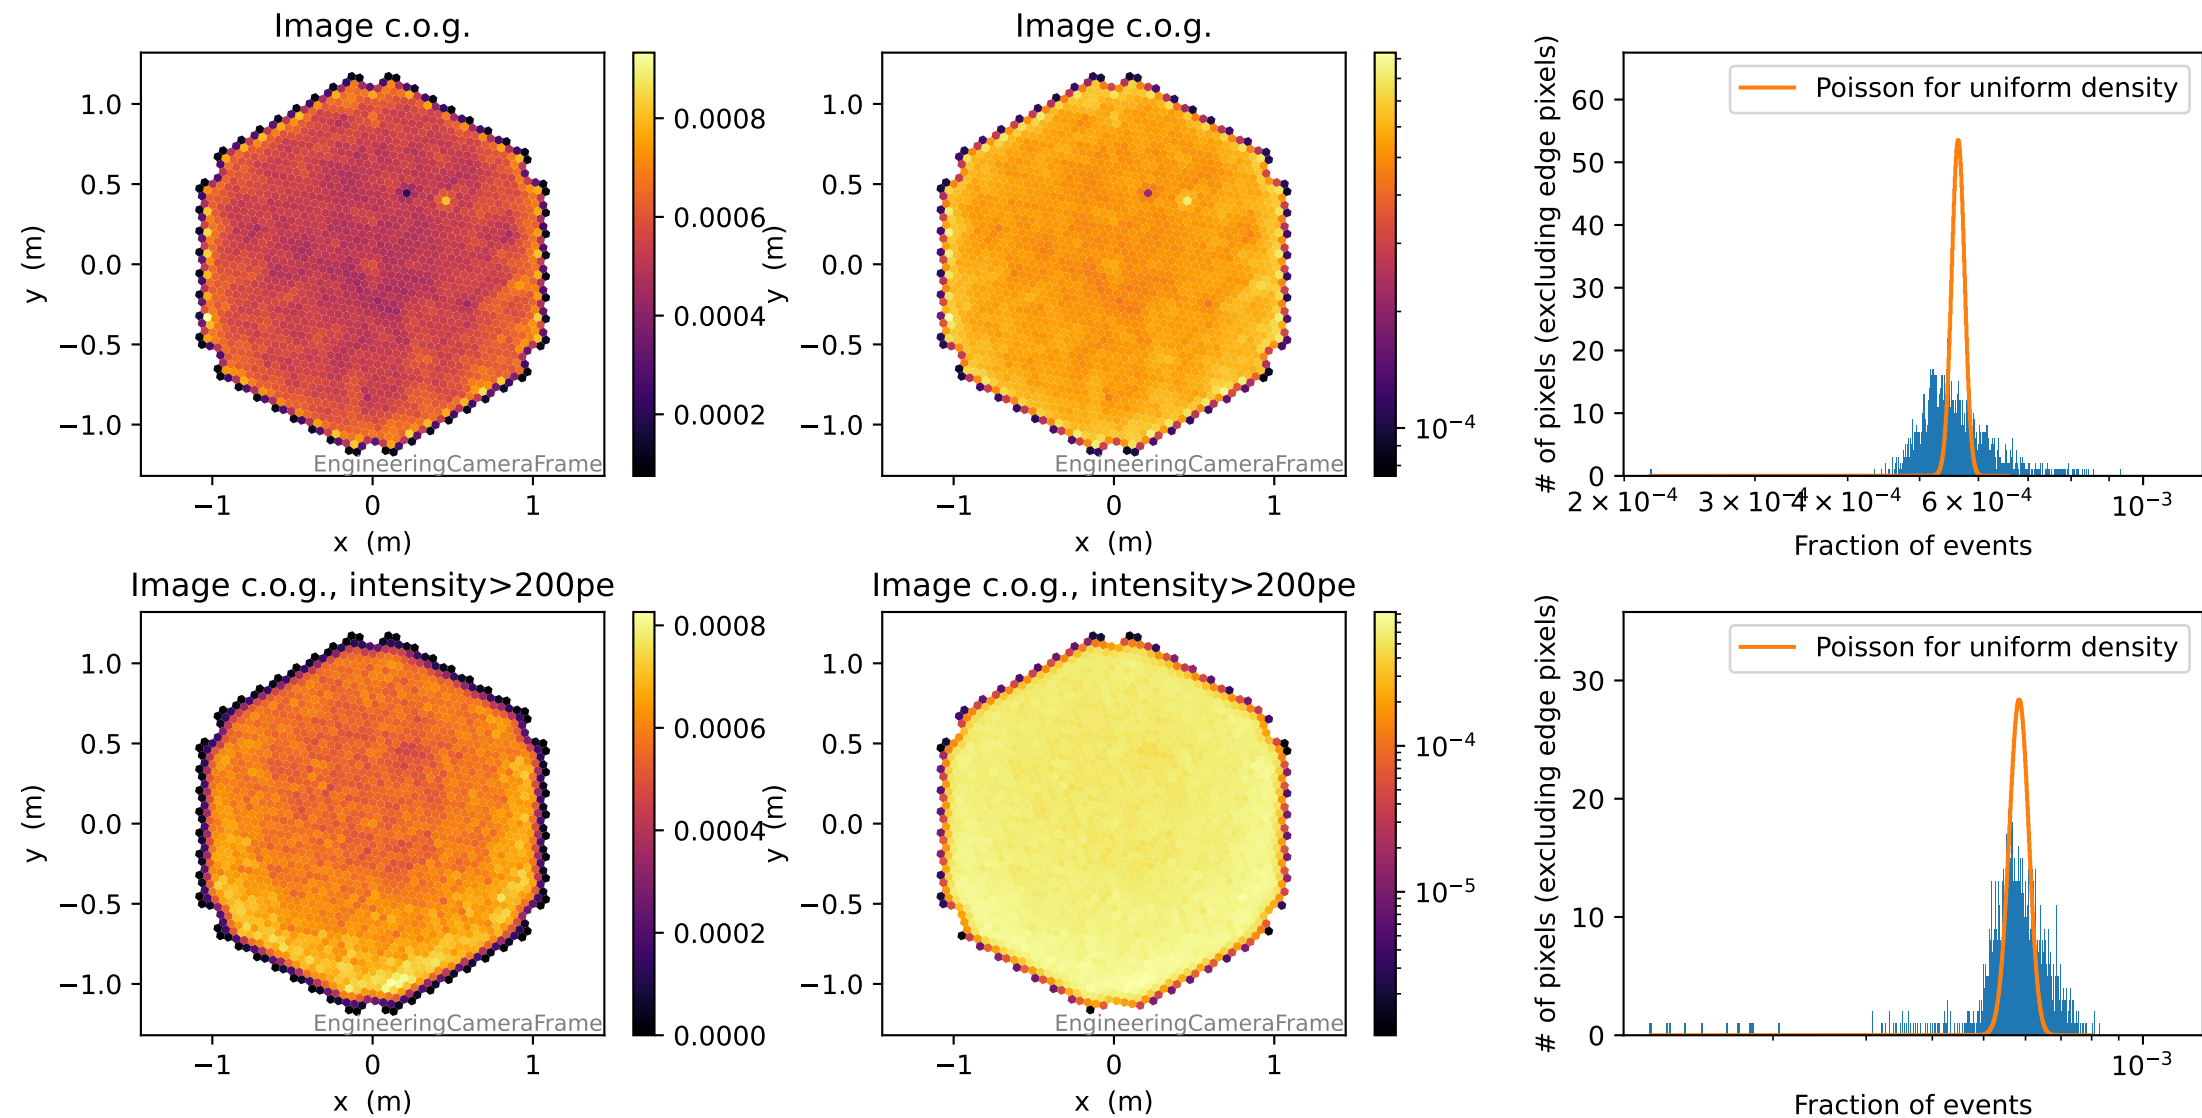 Image c.o.g.
1.0
0.5
0.0
−0.5
−1.0
y (m)
−1
0
1
x (m)
EngineeringCameraFrame
0.0008
0.0006
0.0004
0.0002
Image c.o.g.
1.0
0.5
0.0
−0.5
−1.0
y (m)
−1
0
1
x (m)
EngineeringCameraFrame
10⁻⁴
# of pixels (excluding edge pixels)
60
50
40
30
20
10
0
Poisson for uniform density
2 × 10⁻⁴
3 × 10⁻⁴
4 × 10⁻⁴
6 × 10⁻⁴
10⁻³
Fraction of events
Image c.o.g., intensity>200pe
1.0
0.5
0.0
−0.5
−1.0
y (m)
−1
0
1
x (m)
EngineeringCameraFrame
0.0008
0.0006
0.0004
0.0002
0.0000
Image c.o.g., intensity>200pe
1.0
0.5
0.0
−0.5
−1.0
y (m)
−1
0
1
x (m)
EngineeringCameraFrame
10⁻⁴
10⁻⁵
# of pixels (excluding edge pixels)
30
20
10
0
Poisson for uniform density
10⁻³
Fraction of events